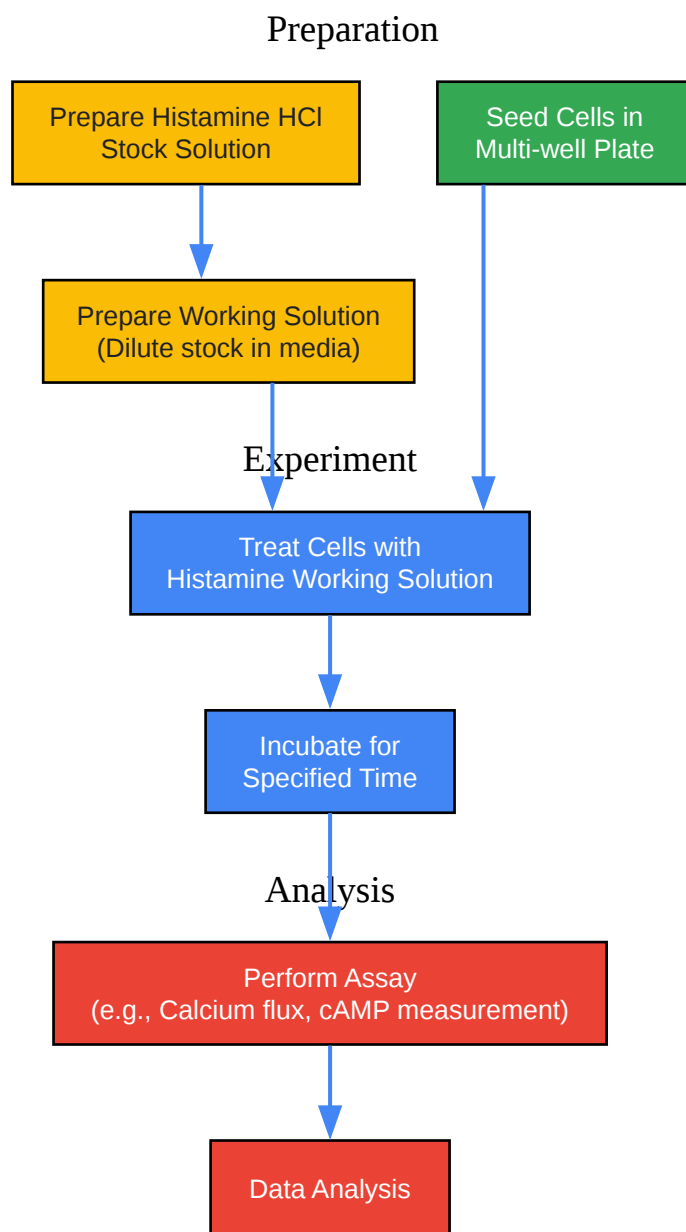 Preparation
Prepare Histamine HCl
Stock Solution
Seed Cells in
Multi-well Plate
Prepare Working Solution
(Dilute stock in media)
Experiment
Treat Cells with
Histamine Working Solution
Incubate for
Specified Time
Analysis
Perform Assay
(e.g., Calcium flux, cAMP measurement)
Data Analysis